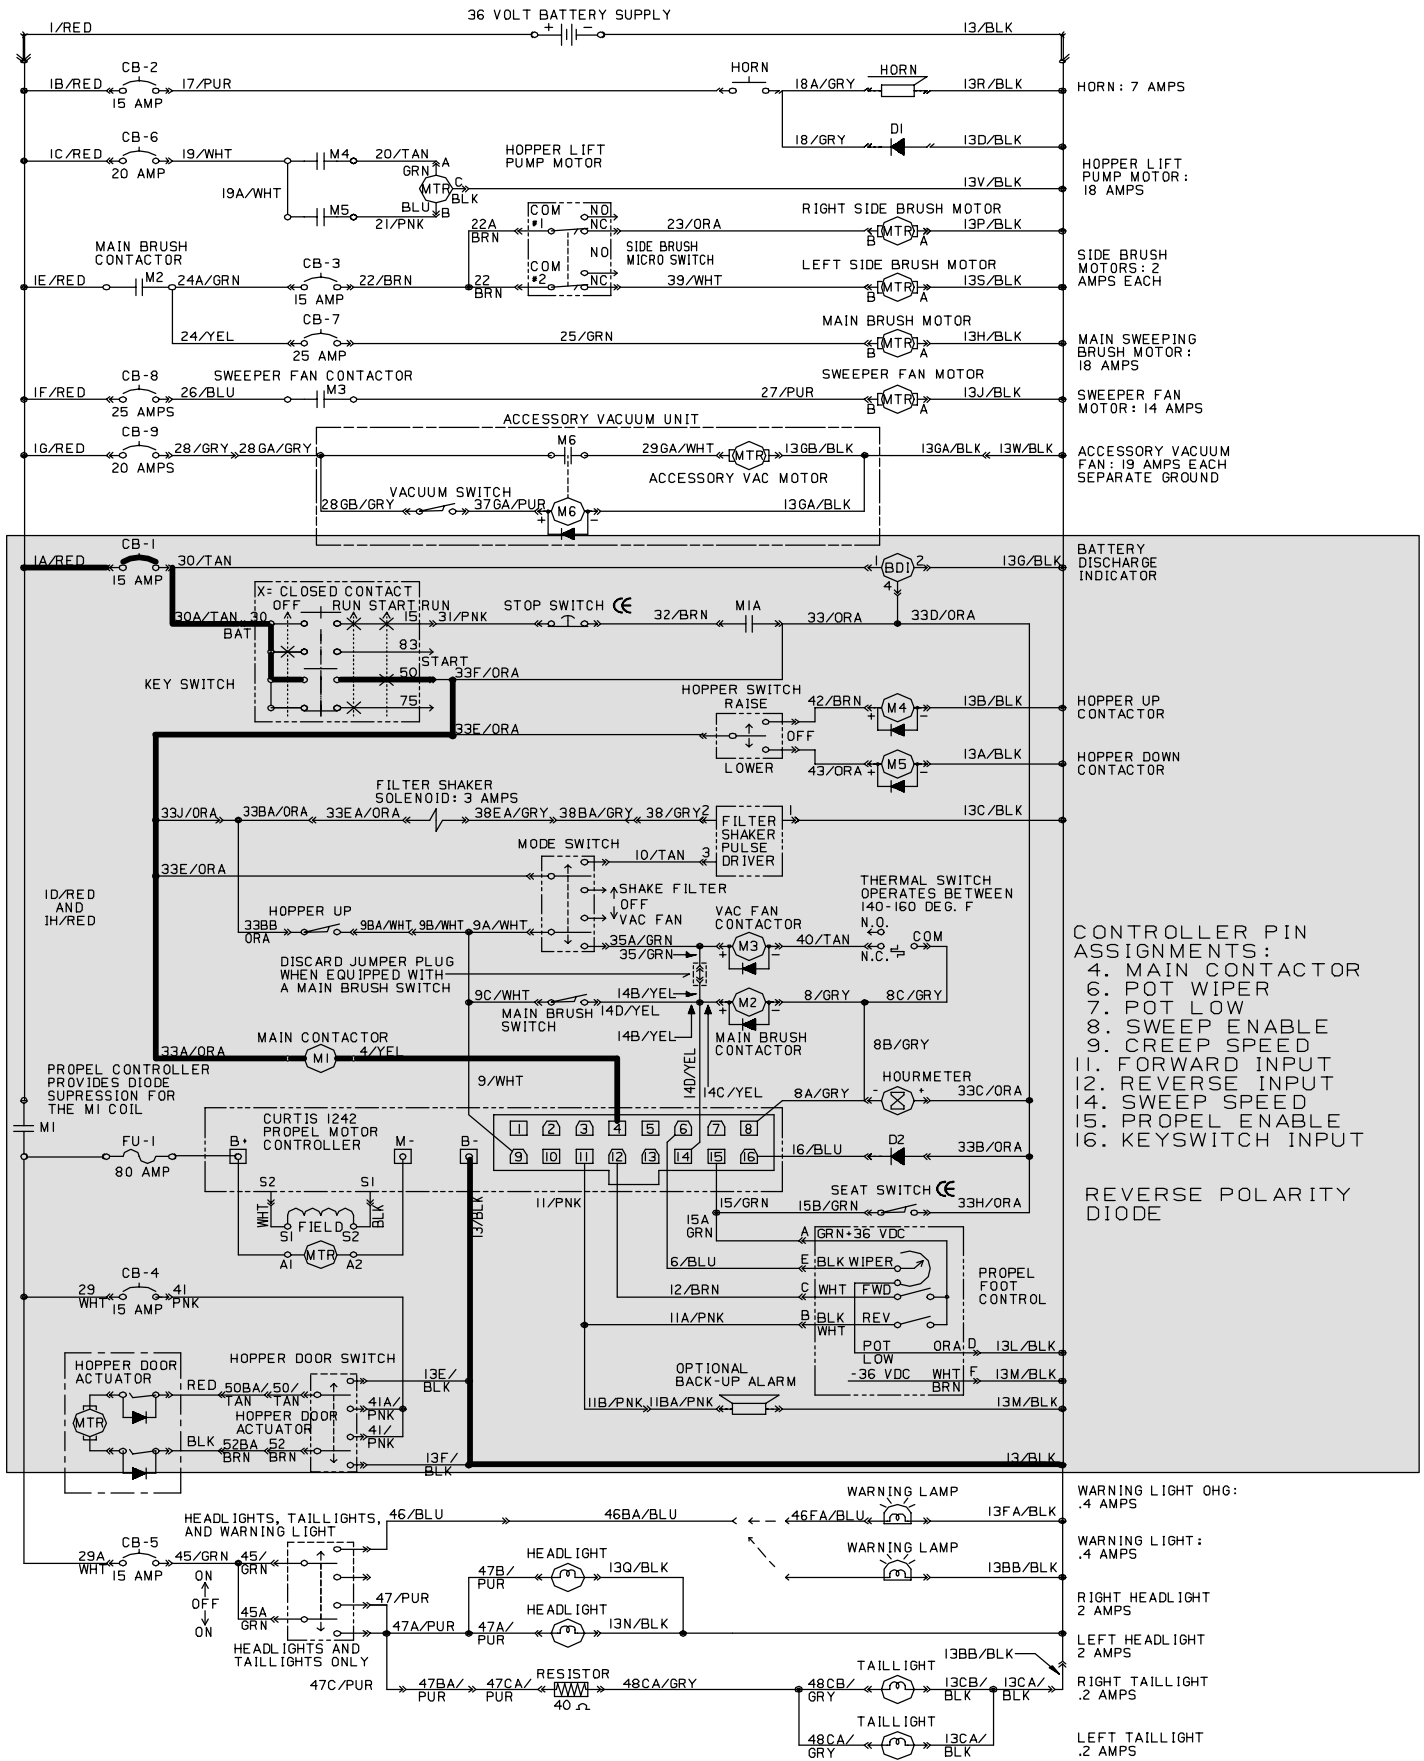 36 VOLT BATTERY SUPPLY
1/RED
+
−
13/BLK
CB-2
HORN
HORN
1B/RED
17/PUR
18A/GRY
13R/BLK
HORN: 7 AMPS
15 AMP
D1
18/GRY
13D/BLK
CB-6
1C/RED
19/WHT
M4
20/TAN
A
HOPPER LIFT
PUMP MOTOR
HOPPER LIFT
PUMP MOTOR:
18 AMPS
20 AMP
GRN
MTR
C
BLK
13V/BLK
19A/WHT
BLU
B
M5
21/PNK
COM
#1
NO
NC
RIGHT SIDE BRUSH MOTOR
22A
BRN
23/ORA
MTR
B
A
13P/BLK
NO
SIDE BRUSH
MICRO SWITCH
SIDE BRUSH
MOTORS: 2
AMPS EACH
MAIN BRUSH
CONTACTOR
CB-3
COM
#2
NC
LEFT SIDE BRUSH MOTOR
1E/RED
M2
24A/GRN
22/BRN
22
BRN
39/WHT
MTR
B
A
13S/BLK
15 AMP
CB-7
MAIN BRUSH MOTOR
24/YEL
25/GRN
MTR
B
A
13H/BLK
MAIN SWEEPING
BRUSH MOTOR:
18 AMPS
25 AMP
CB-8
SWEEPER FAN CONTACTOR
SWEEPER FAN MOTOR
1F/RED
26/BLU
M3
27/PUR
MTR
B
A
13J/BLK
SWEEPER FAN
MOTOR: 14 AMPS
25 AMPS
ACCESSORY VACUUM UNIT
CB-9
M6
1G/RED
28/GRY
28GA/GRY
29GA/WHT
MTR
13GB/BLK
13GA/BLK
13W/BLK
ACCESSORY VACUUM
FAN: 19 AMPS EACH
SEPARATE GROUND
20 AMPS
ACCESSORY VAC MOTOR
VACUUM SWITCH
28GB/GRY
37GA/PUR
M6
+
−
13GA/BLK
CB-1
1A/RED
30/TAN
1
BDI
2
13G/BLK
BATTERY
DISCHARGE
INDICATOR
15 AMP
4
X= CLOSED CONTACT
OFF
RUN START
RUN
STOP SWITCH CE
M1A
30A/TAN
30
BAT
15
31/PNK
32/BRN
33/ORA
33D/ORA
83
START
KEY SWITCH
50
33F/ORA
75
HOPPER SWITCH
RAISE
42/BRN
+
M4
−
13B/BLK
HOPPER UP
CONTACTOR
33E/ORA
OFF
LOWER
43/ORA
+
M5
−
13A/BLK
HOPPER DOWN
CONTACTOR
FILTER SHAKER
SOLENOID: 3 AMPS
33J/ORA
33BA/ORA
33EA/ORA
38EA/GRY
38BA/GRY
38/GRY
2
1
13C/BLK
FILTER
SHAKER
PULSE
DRIVER
MODE SWITCH
10/TAN
3
33E/ORA
SHAKE FILTER
OFF
VAC FAN
THERMAL SWITCH
OPERATES BETWEEN
140-160 DEG. F
1D/RED
AND
1H/RED
HOPPER UP
33BB
ORA
9BA/WHT
9B/WHT
9A/WHT
VAC FAN
CONTACTOR
N.O.
COM
N.C.
35A/GRN
35/GRN
+
M3
−
40/TAN
DISCARD JUMPER PLUG
WHEN EQUIPPED WITH
A MAIN BRUSH SWITCH
9C/WHT
14B/YEL
14D/YEL
+
M2
−
8/GRY
8C/GRY
MAIN BRUSH
SWITCH
14B/YEL
MAIN BRUSH
CONTACTOR
MAIN CONTACTOR
33A/ORA
M1
4/YEL
14D/YEL
8B/GRY
CONTROLLER PIN
ASSIGNMENTS:
4. MAIN CONTACTOR
6. POT WIPER
7. POT LOW
8. SWEEP ENABLE
9. CREEP SPEED
11. FORWARD INPUT
12. REVERSE INPUT
14. SWEEP SPEED
15. PROPEL ENABLE
16. KEYSWITCH INPUT
REVERSE POLARITY
DIODE
PROPEL CONTROLLER
PROVIDES DIODE
SUPRESSION FOR
THE M1 COIL
9/WHT
14C/YEL
8A/GRY
HOURMETER
−
+
33C/ORA
M1
FU-1
80 AMP
CURTIS 1242
PROPEL MOTOR
CONTROLLER
B+
M-
B-
1 2 3 4 5 6 7 8
9 10 11 12 13 14 15 16
16/BLU
D2
33B/ORA
S2
S1
WHT
BLK
S1
FIELD
S2
A1
MTR
A2
13/BLK
11/PNK
15/GRN
15A
GRN
15B/GRN
SEAT SWITCH CE
33H/ORA
A
GRN+36 VDC
6/BLU
E
BLK
WIPER
12/BRN
C
WHT
FWD
11A/PNK
B
BLK
WHT
REV
PROPEL
FOOT
CONTROL
POT
LOW
ORA
D
13L/BLK
-36 VDC
WHT
BRN
F
13M/BLK
CB-4
29
WHT
41
PNK
15 AMP
HOPPER DOOR
ACTUATOR
HOPPER DOOR SWITCH
MTR
RED
50BA/
TAN
50/
TAN
13E/
BLK
41A/
PNK
HOPPER DOOR
ACTUATOR
41/
PNK
BLK
52BA
BRN
52
BRN
13F/
BLK
OPTIONAL
BACK-UP ALARM
11B/PNK
11BA/PNK
13M/BLK
13/BLK
WARNING LAMP
WARNING LIGHT OHG:
.4 AMPS
HEADLIGHTS, TAILLIGHTS,
AND WARNING LIGHT
46/BLU
46BA/BLU
46FA/BLU
13FA/BLK
CB-5
29A
WHT
45/GRN
15 AMP
45/
GRN
ON
OFF
ON
45A
GRN
HEADLIGHTS AND
TAILLIGHTS ONLY
WARNING LAMP
13BB/BLK
WARNING LIGHT:
.4 AMPS
HEADLIGHT
47B/
PUR
13Q/BLK
47/PUR
RIGHT HEADLIGHT
2 AMPS
HEADLIGHT
47A/PUR
47A/
PUR
13N/BLK
LEFT HEADLIGHT
2 AMPS
13BB/BLK
47C/PUR
47BA/
PUR
47CA/
PUR
RESISTOR
40 Ω
48CA/GRY
TAILLIGHT
48CB/
GRY
13CB/
BLK
13CA/
BLK
RIGHT TAILLIGHT
.2 AMPS
TAILLIGHT
48CA/
GRY
13CA/
BLK
LEFT TAILLIGHT
.2 AMPS